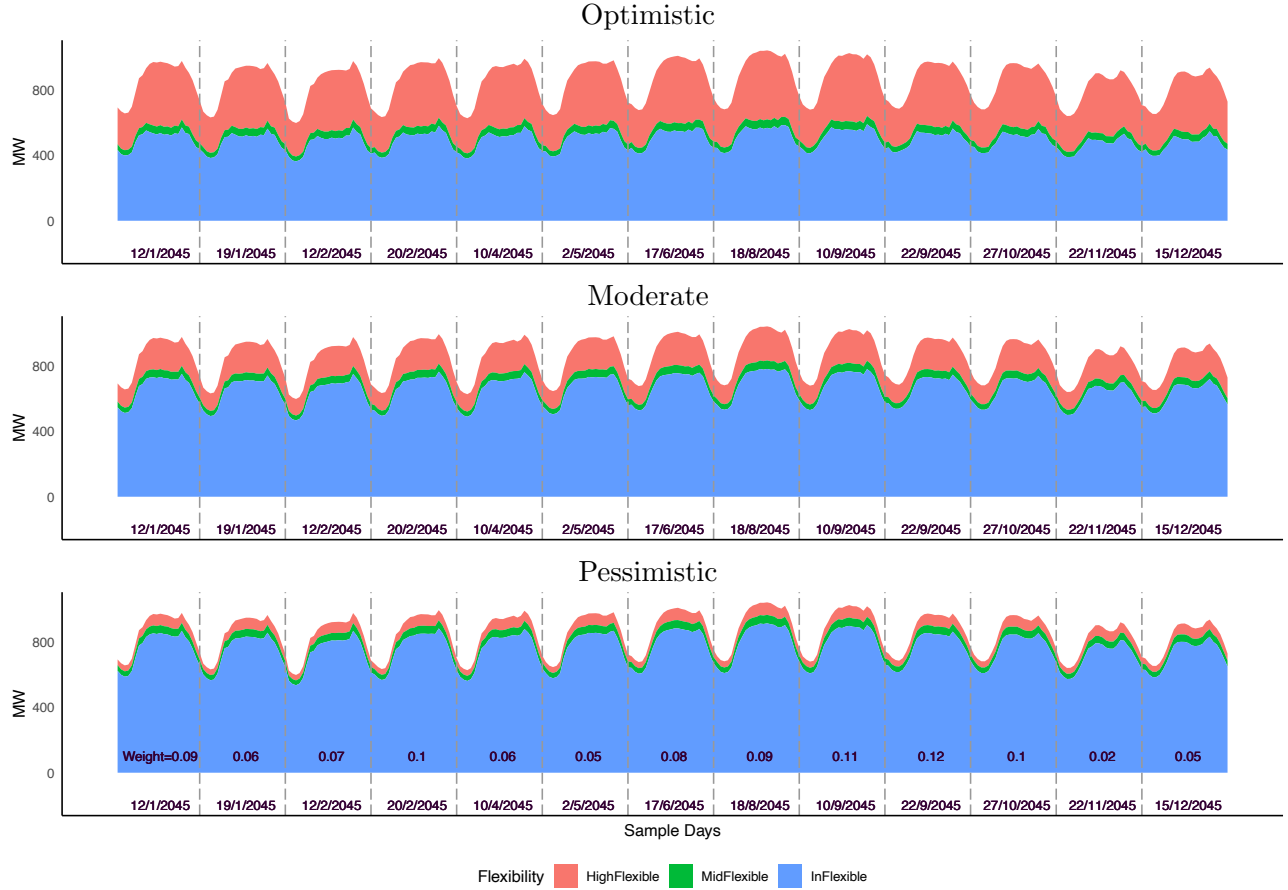 Optimistic
MW
800
400
0
12/1/2045 19/1/2045 12/2/2045 20/2/2045 10/4/2045 2/5/2045 17/6/2045 18/8/2045 10/9/2045 22/9/2045 27/10/2045 22/11/2045 15/12/2045
Moderate
MW
800
400
0
12/1/2045 19/1/2045 12/2/2045 20/2/2045 10/4/2045 2/5/2045 17/6/2045 18/8/2045 10/9/2045 22/9/2045 27/10/2045 22/11/2045 15/12/2045
Pessimistic
MW
800
400
Weight=0.09 0.06 0.07 0.1 0.06 0.05 0.08 0.09 0.11 0.12 0.1 0.02 0.05
0
12/1/2045 19/1/2045 12/2/2045 20/2/2045 10/4/2045 2/5/2045 17/6/2045 18/8/2045 10/9/2045 22/9/2045 27/10/2045 22/11/2045 15/12/2045
Sample Days
Flexibility HighFlexible MidFlexible InFlexible